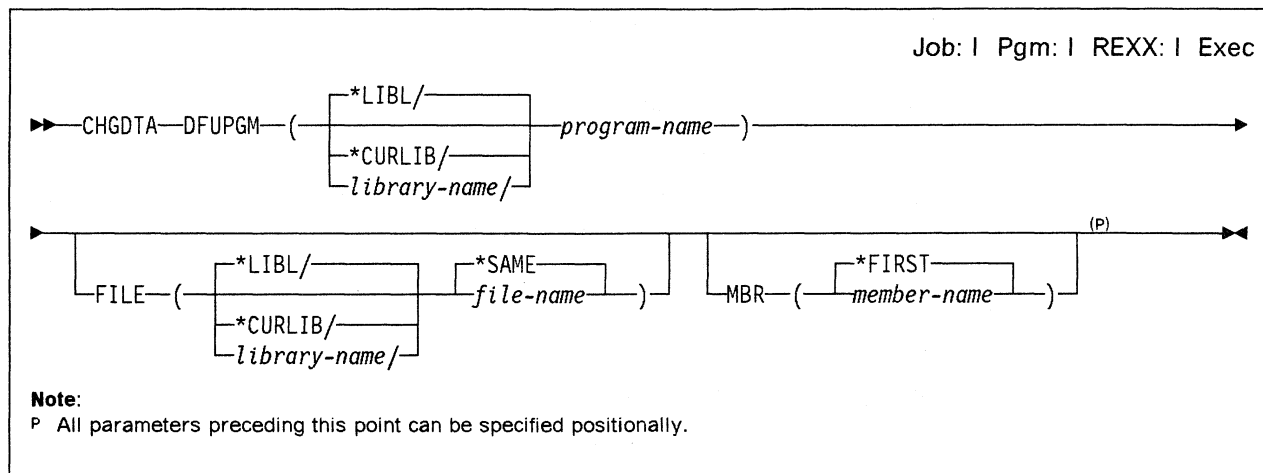 Job: I Pgm: I REXX: I Exec
*LIBL/
CHGDTA DFUPGM ( program-name )
*CURLIB/
library-name/
(P)
*LIBL/ *SAME *FIRST
FILE ( file-name ) MBR ( member-name )
*CURLIB/
library-name/
Note:
P All parameters preceding this point can be specified positionally.